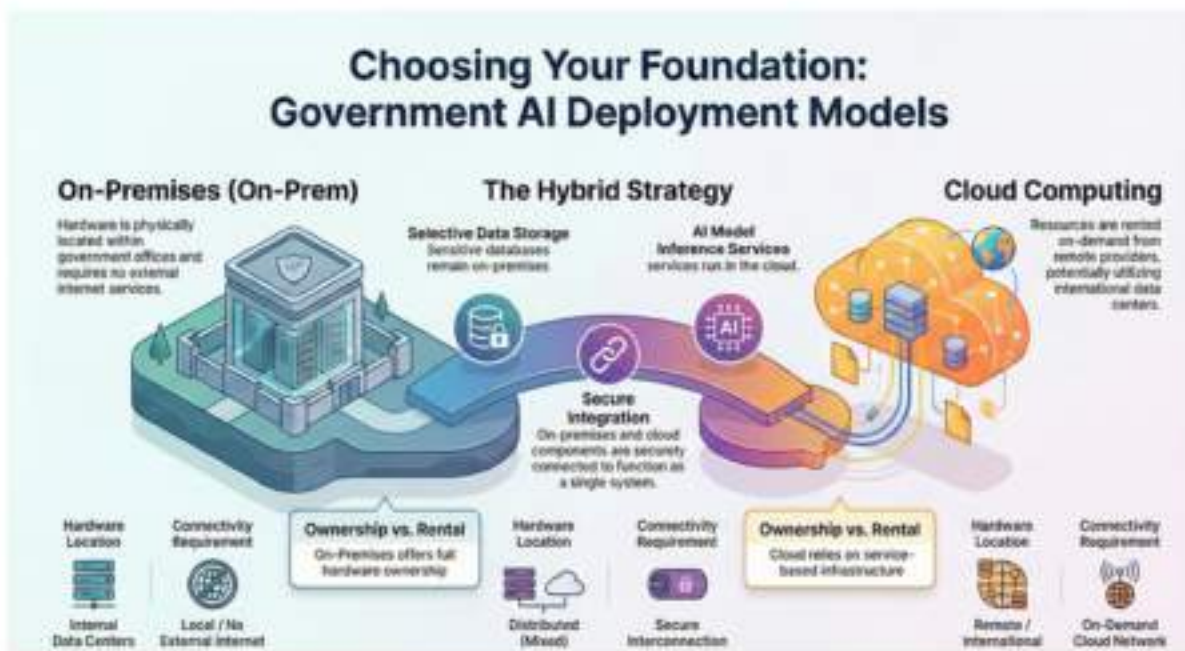 Choosing Your Foundation:
Government AI Deployment Models
On-Premises (On-Prem)
Hardware is physically
located within
government offices and
requires no external
internet services.
The Hybrid Strategy
Selective Data Storage
Sensitive databases
remain on-premises
AI Model
Inference Services
services run in the cloud.
AI
Secure
Integration
On-premises and cloud
components are securely
connected to function as
a single system.
Cloud Computing
Resources are rented
on-demand from
remote providers,
potentially utilizing
international data
centers.
Hardware
Location
Internal
Data Centers
Connectivity
Requirement
Local / No
External Internet
Ownership vs. Rental
On-Premises offers full
hardware ownership
Hardware
Location
Distributed
(Mixed)
Connectivity
Requirement
Secure
Interconnection
Ownership vs. Rental
Cloud relies on service-
based infrastructure
Hardware
Location
Remote /
International
Connectivity
Requirement
On-Demand
Cloud Network